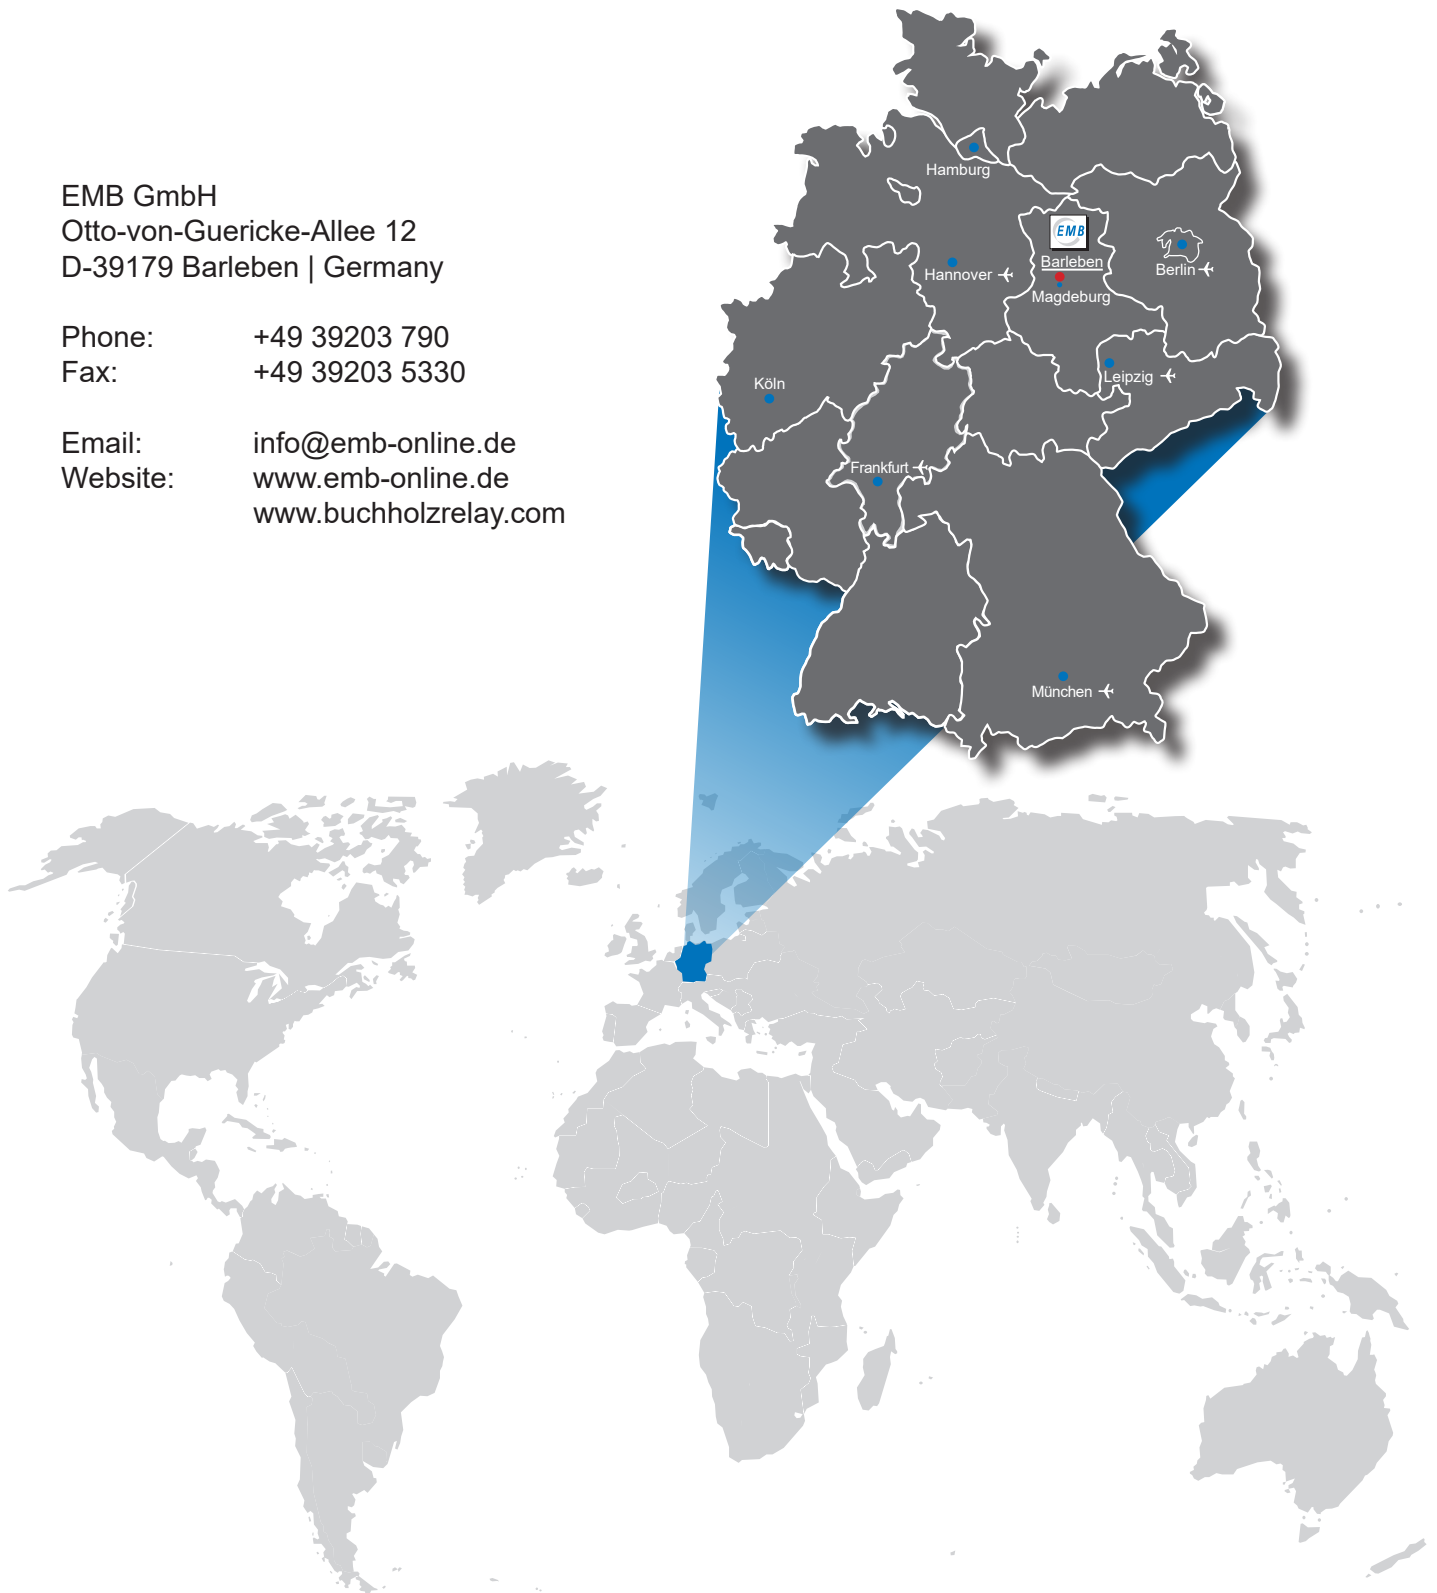 EMB GmbH
Otto-von-Guericke-Allee 12
D-39179 Barleben | Germany
Phone: +49 39203 790
Fax: +49 39203 5330
Email: info@emb-online.de
Website: www.emb-online.de
www.buchholzrelay.com
Hamburg
EMB
Barleben
Hannover
Berlin
Magdeburg
Leipzig
Köln
Frankfurt
München